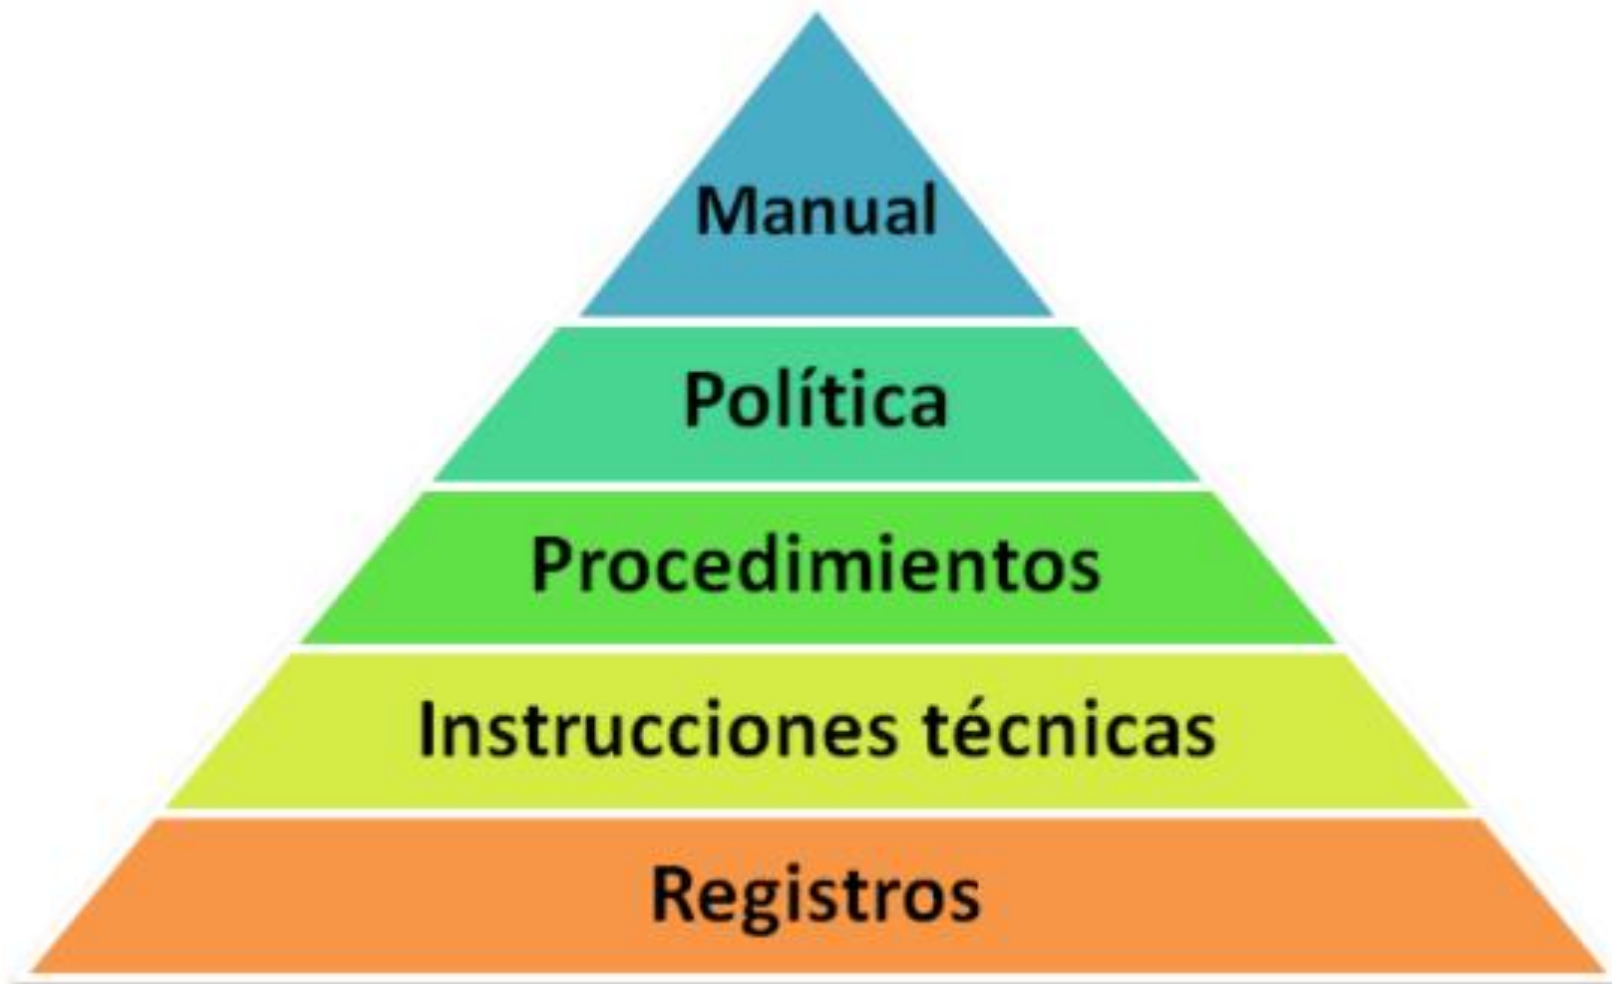 Manual
Política
Procedimientos
Instrucciones técnicas
Registros